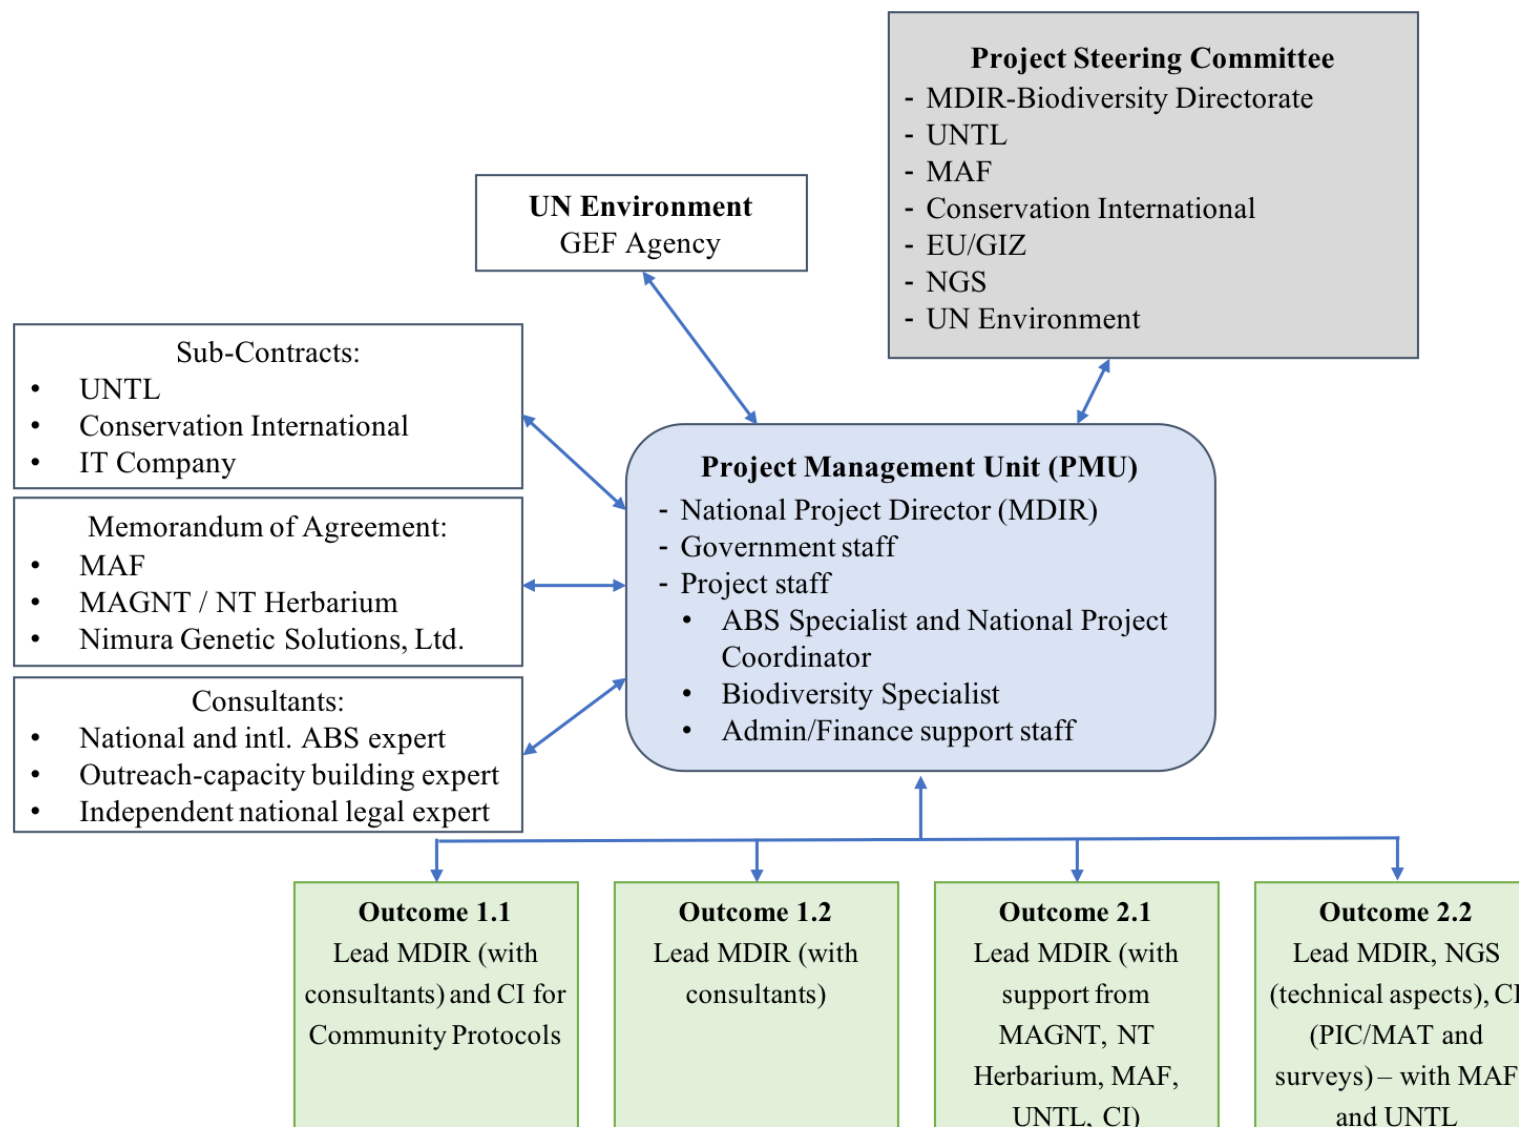 Project Steering Committee
- MDIR-Biodiversity Directorate
- UNTL
- MAF
- Conservation International
- EU/GIZ
- NGS
- UN Environment
UN Environment
GEF Agency
Sub-Contracts:
• UNTL
• Conservation International
• IT Company
Memorandum of Agreement:
• MAF
• MAGNT / NT Herbarium
• Nimura Genetic Solutions, Ltd.
Consultants:
• National and intl. ABS expert
• Outreach-capacity building expert
• Independent national legal expert
Project Management Unit (PMU)
- National Project Director (MDIR)
- Government staff
- Project staff
• ABS Specialist and National Project
Coordinator
• Biodiversity Specialist
• Admin/Finance support staff
Outcome 1.1
Lead MDIR (with
consultants) and CI for
Community Protocols
Outcome 1.2
Lead MDIR (with
consultants)
Outcome 2.1
Lead MDIR (with
support from
MAGNT, NT
Herbarium, MAF,
UNTL, CI)
Outcome 2.2
Lead MDIR, NGS
(technical aspects), CI
(PIC/MAT and
surveys) – with MAF
and UNTL